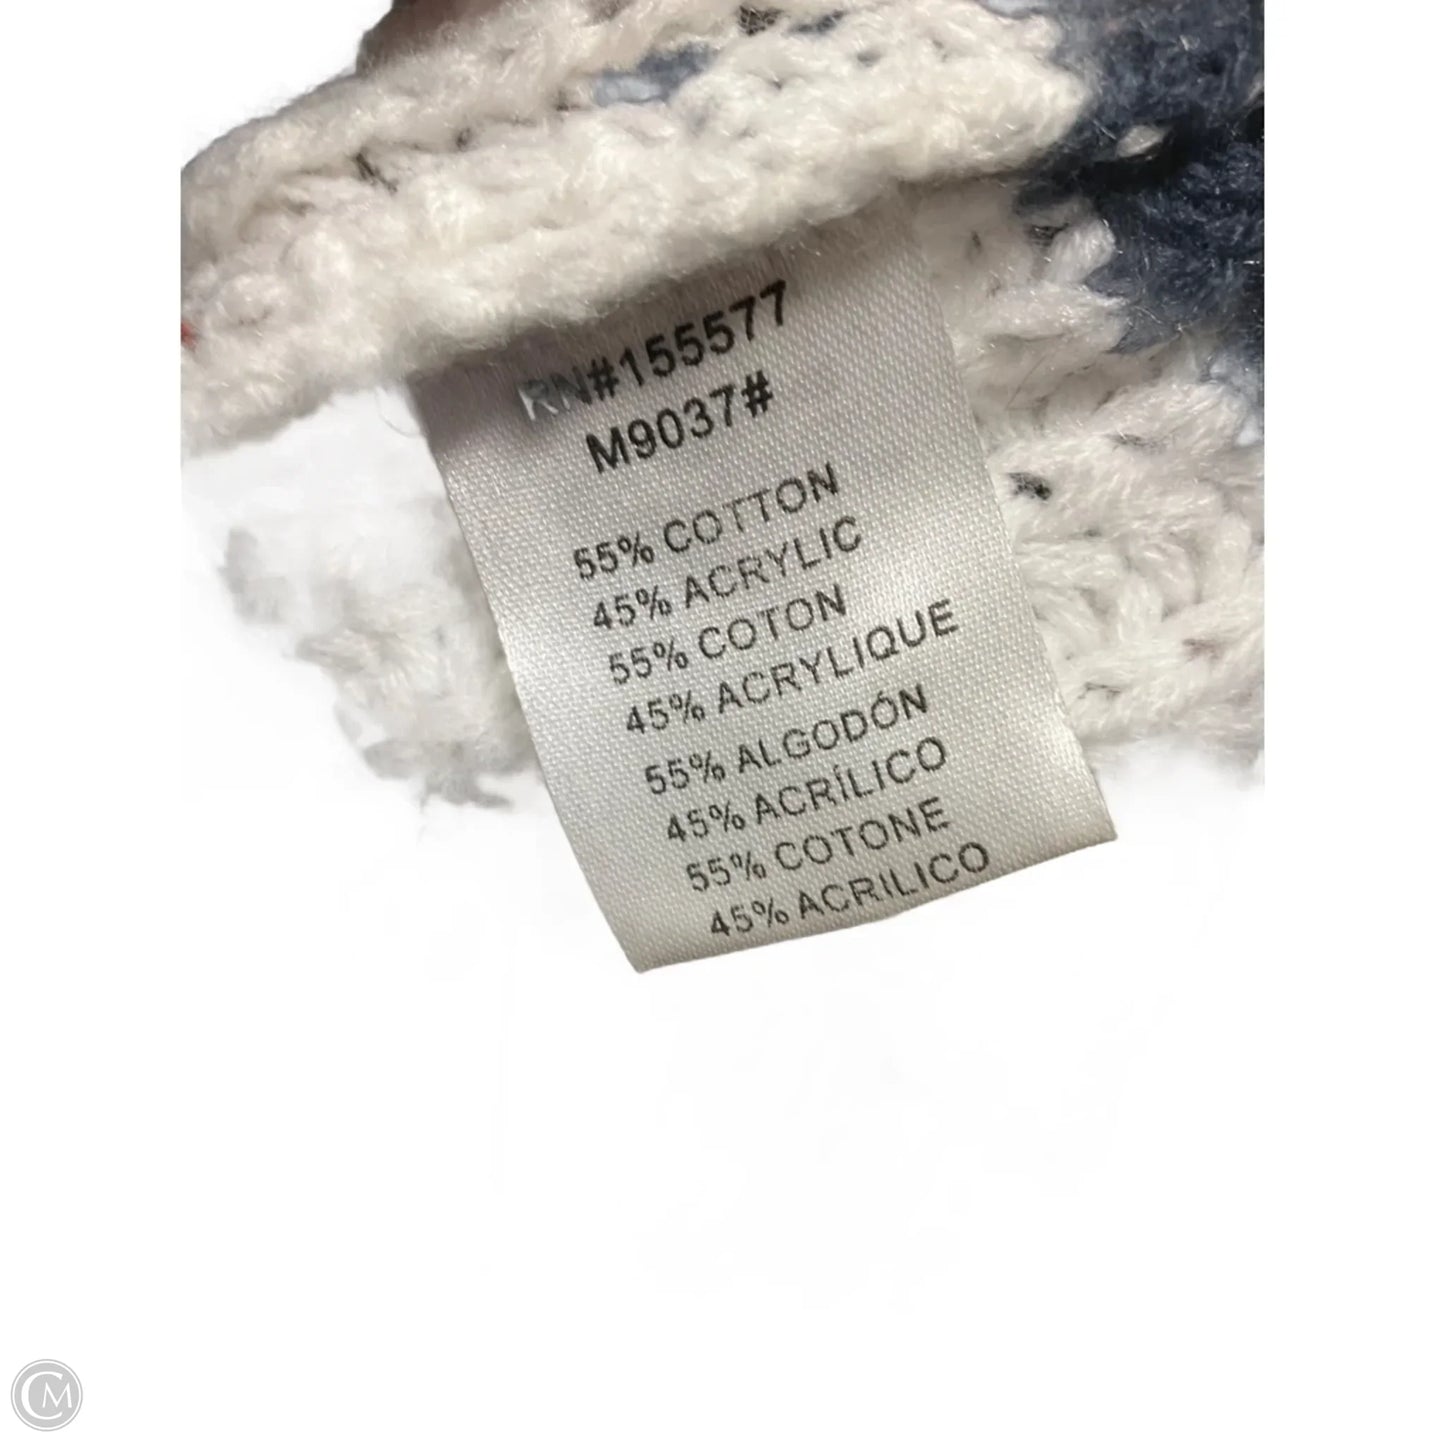 RN#155577
M9037#
55% COTTON
45% ACRYLIC
55% COTON
45% ACRYLIQUE
55% ALGODÓN
45% ACRÍLICO
55% COTONE
45% ACRILICO
CM